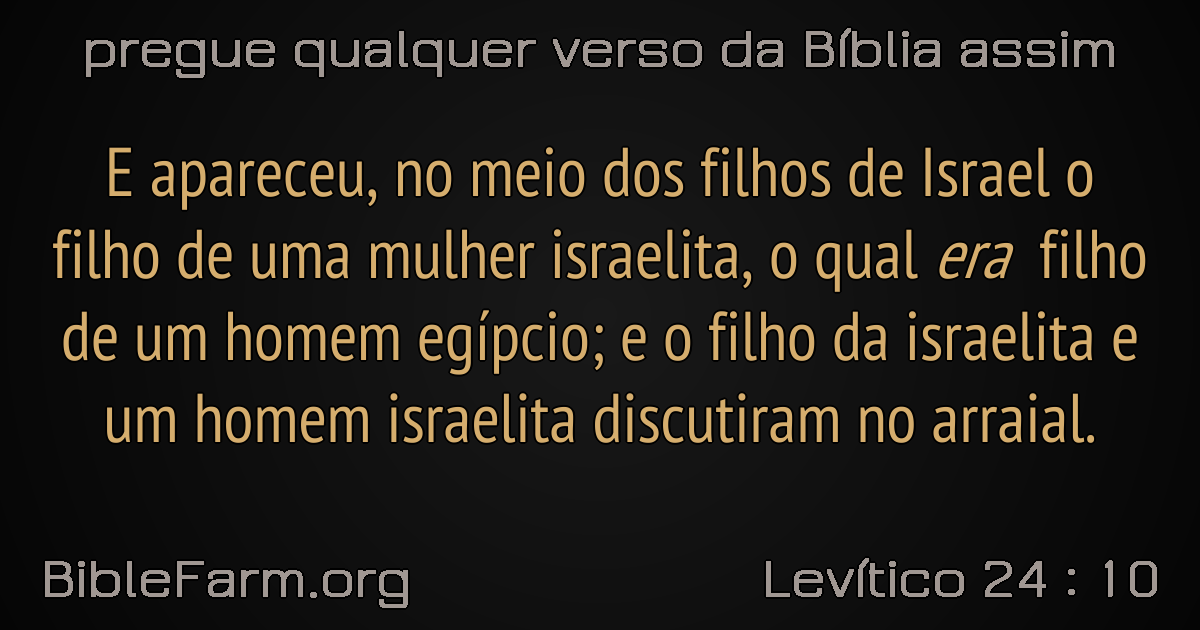 pregue qualquer verso da Bíblia assim
E apareceu, no meio dos filhos de Israel o
filho de uma mulher israelita, o qual era filho
de um homem egípcio; e o filho da israelita e
um homem israelita discutiram no arraial.
BibleFarm.org
Levítico 24 : 10